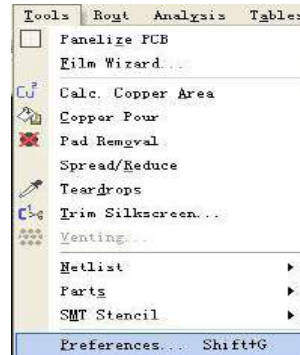 Tools Rout Analysis Tables
Panelize PCB
Film Wizard...
Calc. Copper Area
Copper Pour
Pad Removal
Spread/Reduce
Teardrops
Trim Silkscreen...
Venting...
Netlist
Parts
SMT Stencil
Preferences... Shift+G